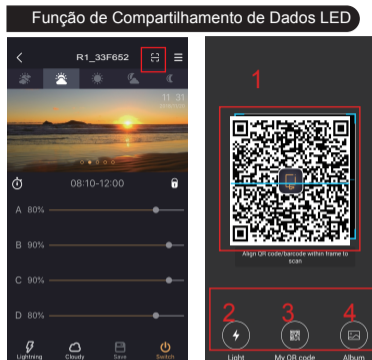 Função de Compartilhamento de Dados LED
R1_33F652
11 31
08:10-12:00
A 80%
B 90%
C 90%
D 80%
Lightning Cloudy Save Switch
1
Align QR code/barcode within frame to
scan
2 3 4
Light My QR code Album